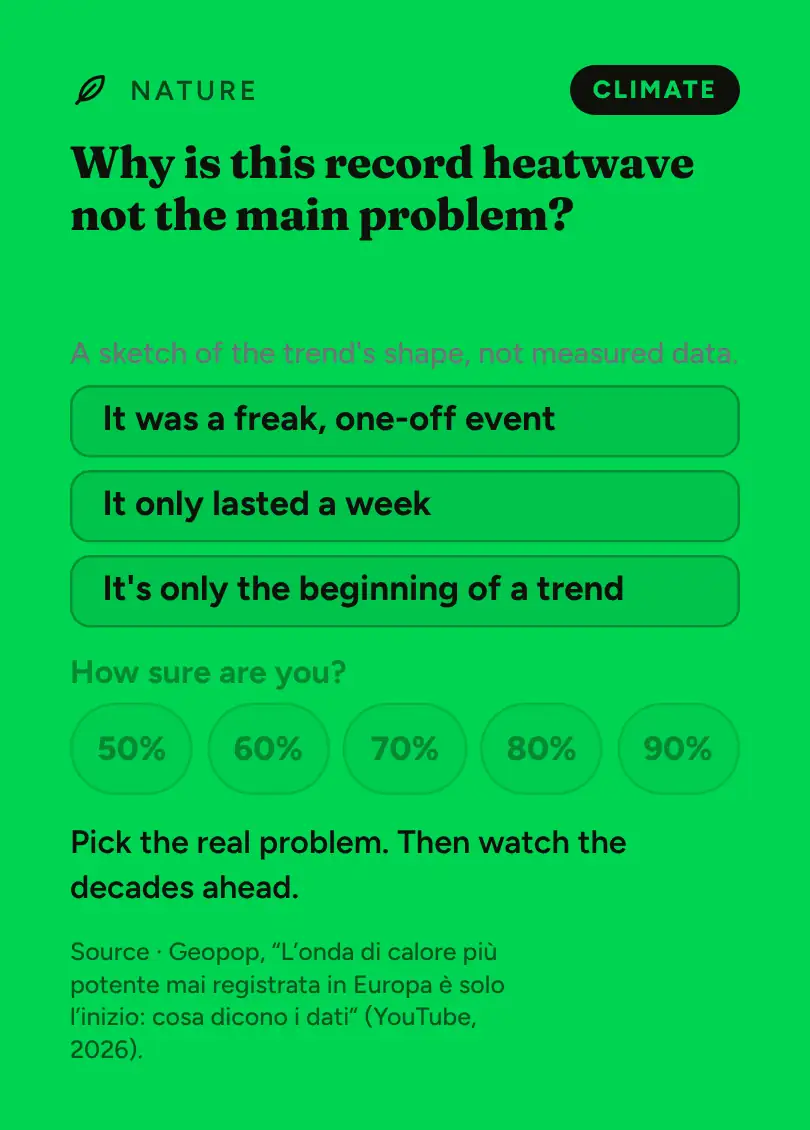 NATURE
CLIMATE
Why is this record heatwave
not the main problem?
A sketch of the trend's shape, not measured data.
It was a freak, one-off event
It only lasted a week
It's only the beginning of a trend
How sure are you?
50% 60% 70% 80% 90%
Pick the real problem. Then watch the
decades ahead.
Source · Geopop, “L’onda di calore più
potente mai registrata in Europa è solo
l’inizio: cosa dicono i dati” (YouTube,
2026).